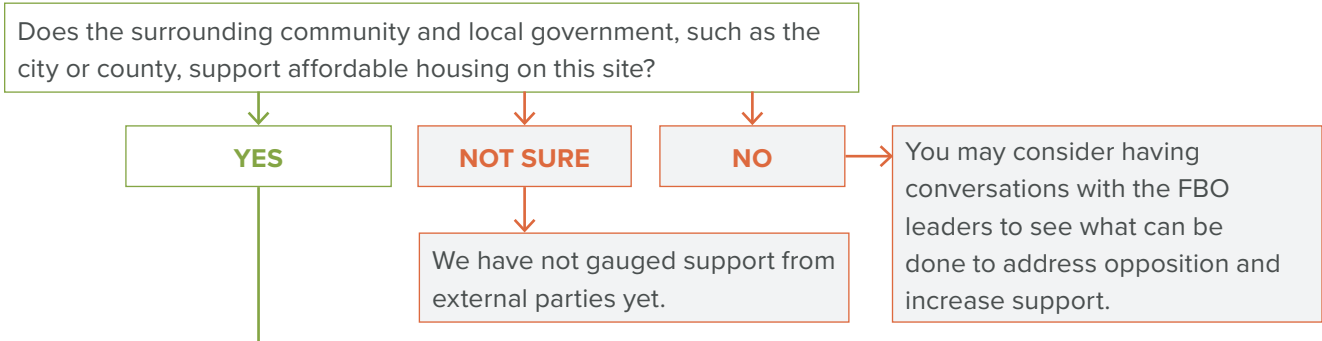 Does the surrounding community and local government, such as the
city or county, support affordable housing on this site?
YES
NOT SURE
NO
We have not gauged support from
external parties yet.
You may consider having
conversations with the FBO
leaders to see what can be
done to address opposition and
increase support.